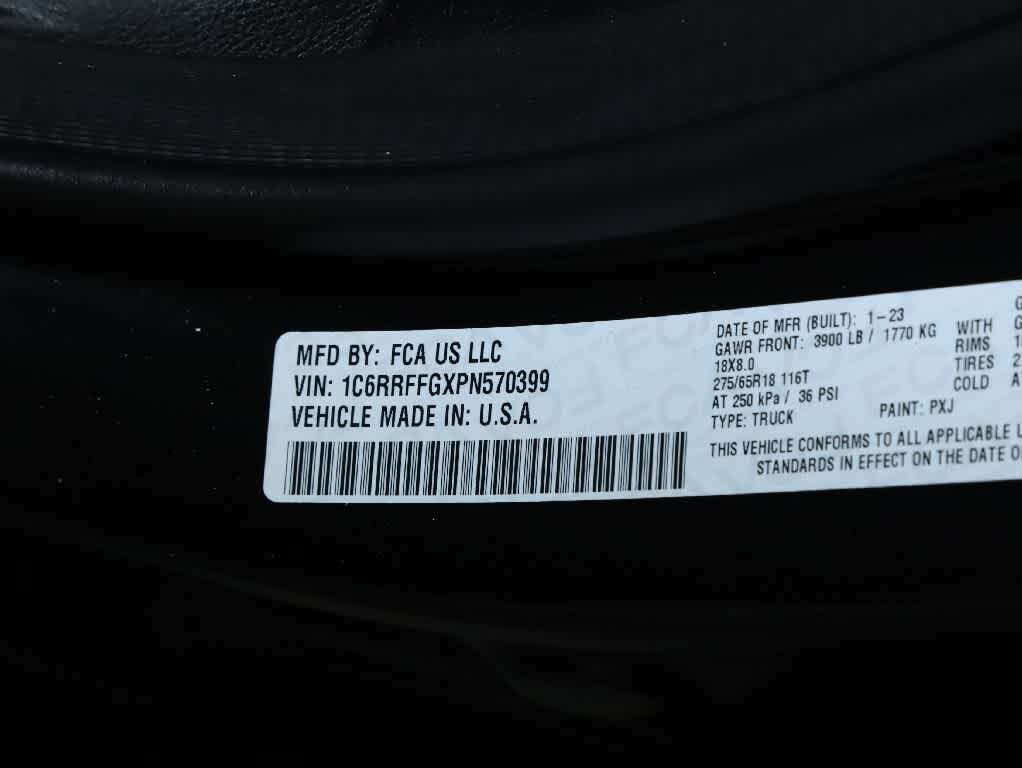 MFD BY: FCA US LLC
VIN: 1C6RRFFGXPN570399
VEHICLE MADE IN: U.S.A.
DATE OF MFR (BUILT): 1-23
GAWR FRONT: 3900 LB / 1770 KG WITH
18X8.0 RIMS
275/65R18 116T TIRES
AT 250 kPa / 36 PSI COLD
TYPE: TRUCK PAINT: PXJ
THIS VEHICLE CONFORMS TO ALL APPLICABLE
STANDARDS IN EFFECT ON THE DATE